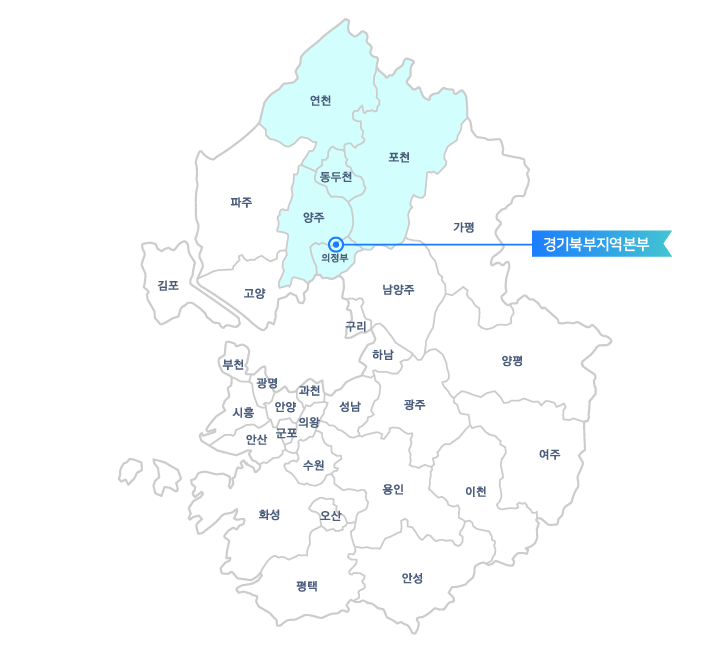 연천
포천
동두천
파주
양주
가평
경기북부지역본부
의정부
김포
고양
남양주
구리
하남
양평
부천
광명
과천
시흥
안양
의왕
성남
광주
군포
안산
수원
여주
용인
이천
화성
오산
안성
평택